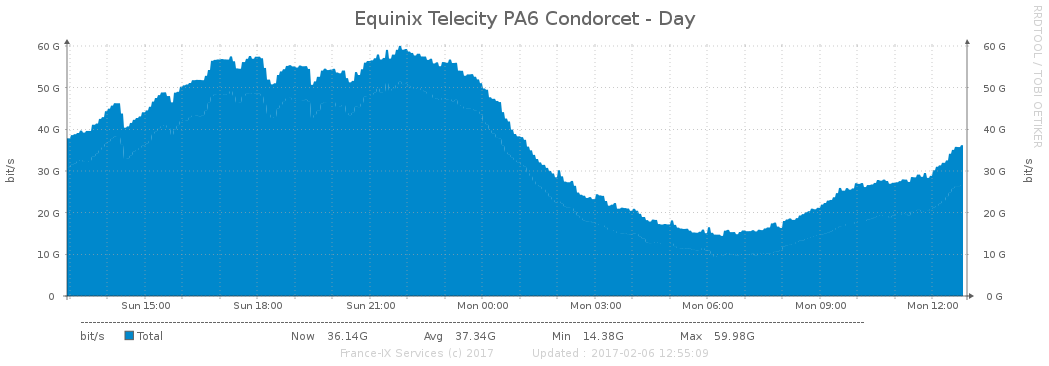 Equinix Telecity PA6 Condorcet - Day
RRDTOOL / TOBI OETIKER
bit/s
60 G
50 G
40 G
30 G
20 G
10 G
0
60 G
50 G
40 G
30 G
20 G
10 G
0 G
bit/s
Sun 15:00 Sun 18:00 Sun 21:00 Mon 00:00 Mon 03:00 Mon 06:00 Mon 09:00 Mon 12:00
bit/s Total Now 36.14G Avg 37.34G Min 14.38G Max 59.98G
France-IX Services (c) 2017 Updated : 2017-02-06 12:55:09